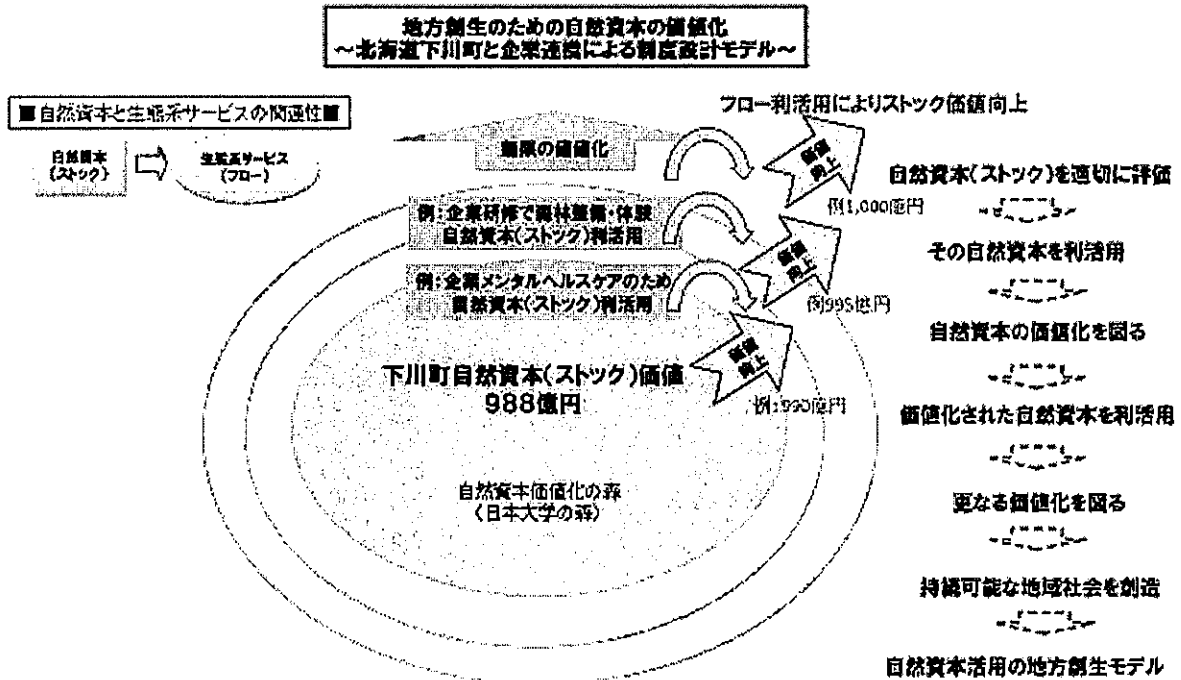 地方創生のための自然資本の価値化
～北海道下川町と企業連携による制度設計モデル～
■自然資本と生態系サービスの関連性■
自然資本
(ストック)
生態系サービス
(フロー)
フロー利活用によりストック価値向上
無限の価値化
価値
向上
例1,000億円
例：企業研修で森林整備・体験
自然資本(ストック)利活用
価値
向上
例995億円
例：企業メンタルヘルスケアのため
自然資本(ストック)利活用
価値
向上
例:990億円
下川町自然資本(ストック)価値
988億円
自然資本価値化の森
(日本大学の森)
自然資本(ストック)を適切に評価
その自然資本を利活用
自然資本の価値化を図る
価値化された自然資本を利活用
更なる価値化を図る
持続可能な地域社会を創造
自然資本活用の地方創生モデル